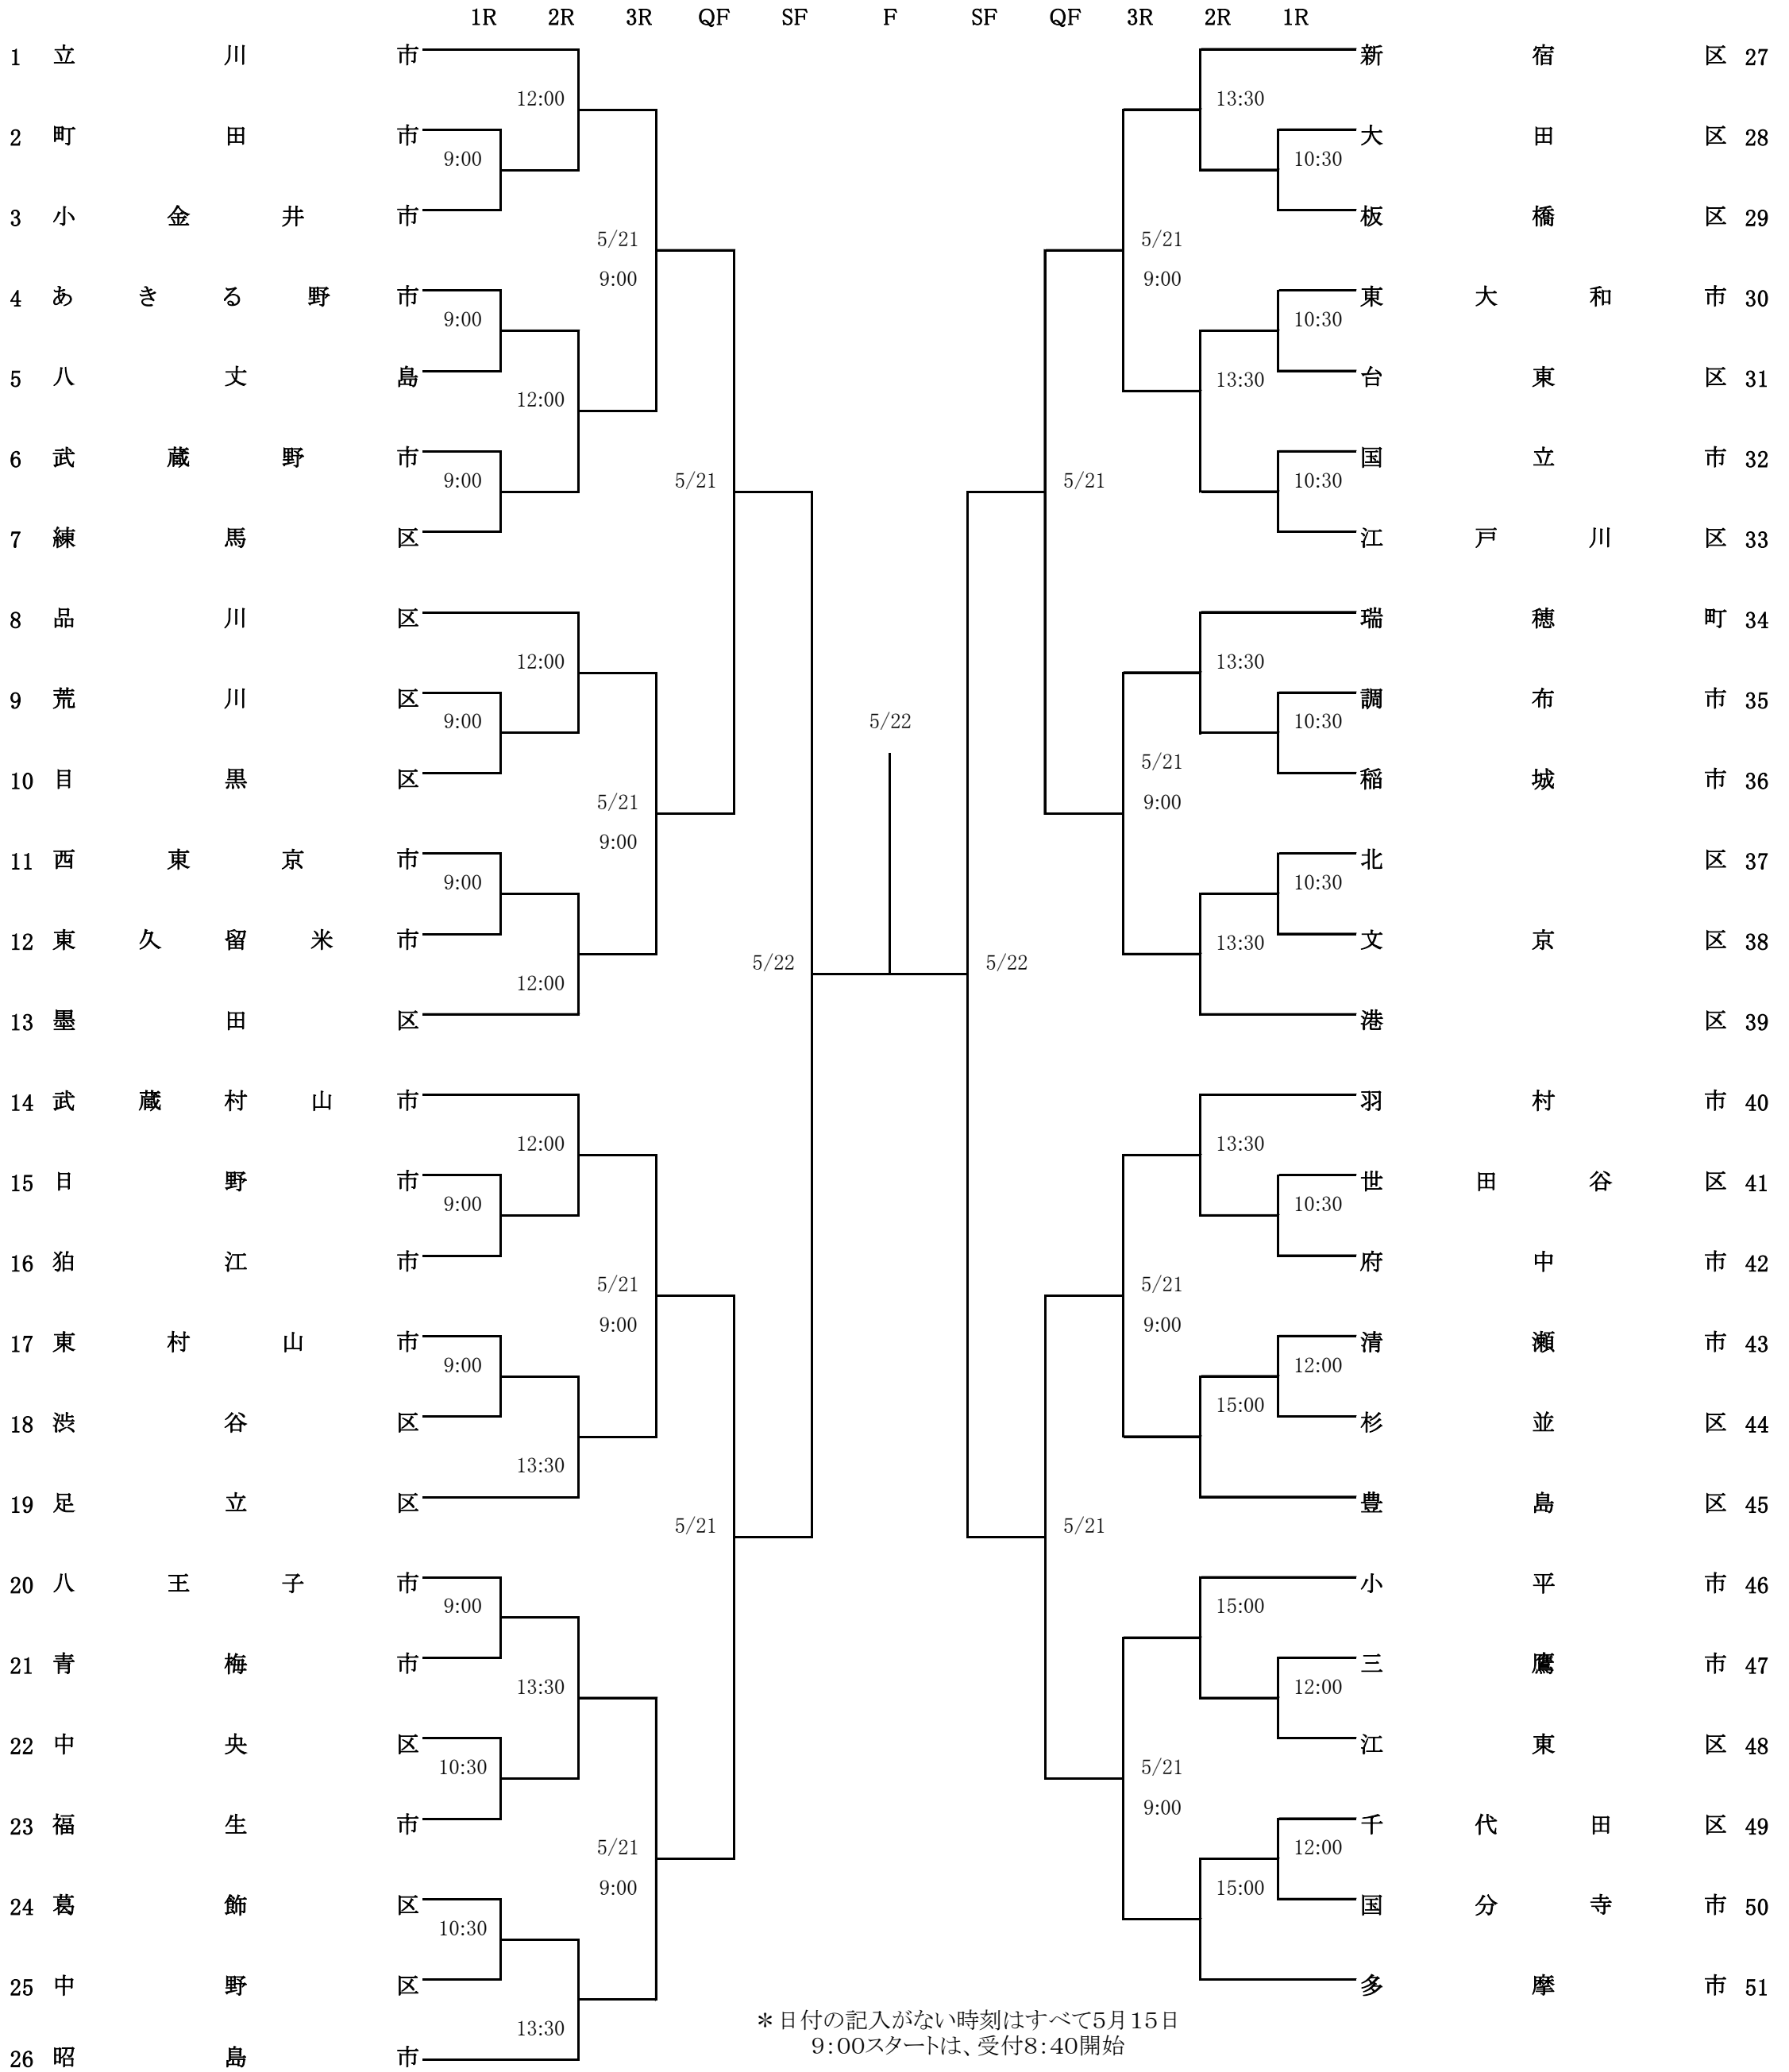 1R 2R 3R QF SF F SF QF 3R 2R 1R
1 立川市 新宿区 27
12:00 13:30
2 町田市 大田区 28
9:00 10:30
3 小金井市 板橋区 29
5/21 5/21
9:00 9:00
4 あきる野市 東大和市 30
9:00 10:30
5 八丈島 台東区 31
12:00 13:30
6 武蔵野市 国立市 32
9:00 5/21 5/21 10:30
7 練馬区 江戸川区 33
8 品川区 瑞穂町 34
12:00 13:30
9 荒川区 調布市 35
9:00 5/22 10:30
5/21
10 目黒区 稲城市 36
5/21 9:00
9:00
11 西東京市 北区 37
9:00 10:30
12 東久留米市 文京区 38
13:30
5/22 5/22
12:00
13 墨田区 港区 39
14 武蔵村山市 羽村市 40
12:00 13:30
15 日野市 世田谷区 41
9:00 10:30
16 狛江市 府中市 42
5/21 5/21
9:00 9:00
17 東村山市 清瀬市 43
9:00 12:00
15:00
18 渋谷区 杉並区 44
13:30
19 足立区 豊島区 45
5/21 5/21
20 八王子市 小平市 46
9:00 15:00
21 青梅市 三鷹市 47
13:30 12:00
22 中央区 江東区 48
10:30 5/21
9:00
23 福生市 千代田区 49
5/21 12:00
9:00 15:00
24 葛飾区 国分寺市 50
10:30
25 中野区 多摩市 51
＊日付の記入がない時刻はすべて5月15日
13:30
9:00スタートは、受付8:40開始
26 昭島市